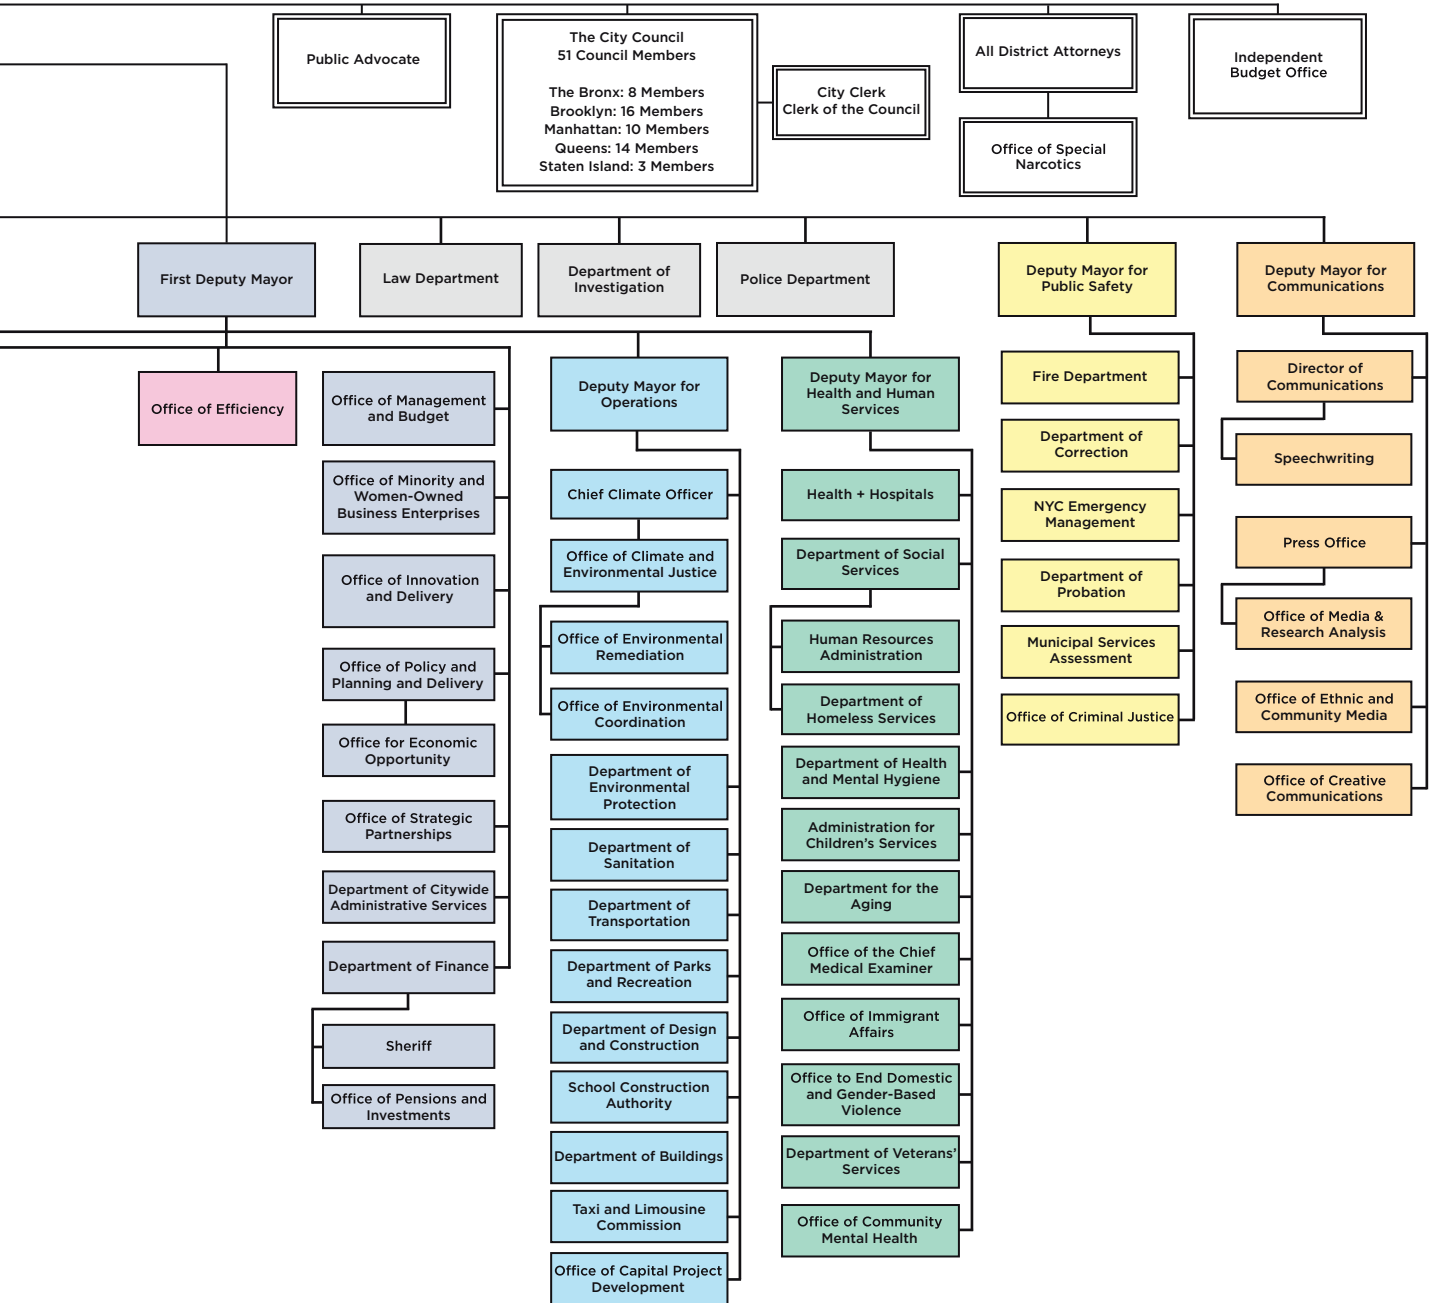 Public Advocate
The City Council
51 Council Members
The Bronx: 8 Members
Brooklyn: 16 Members
Manhattan: 10 Members
Queens: 14 Members
Staten Island: 3 Members
City Clerk
Clerk of the Council
All District Attorneys
Office of Special
Narcotics
Independent
Budget Office
First Deputy Mayor
Law Department
Department of
Investigation
Police Department
Deputy Mayor for
Public Safety
Deputy Mayor for
Communications
Office of Efficiency
Office of Management
and Budget
Office of Minority and
Women-Owned
Business Enterprises
Office of Innovation
and Delivery
Office of Policy and
Planning and Delivery
Office for Economic
Opportunity
Office of Strategic
Partnerships
Department of Citywide
Administrative Services
Department of Finance
Sheriff
Office of Pensions and
Investments
Deputy Mayor for
Operations
Chief Climate Officer
Office of Climate and
Environmental Justice
Office of Environmental
Remediation
Office of Environmental
Coordination
Department of
Environmental
Protection
Department of
Sanitation
Department of
Transportation
Department of Parks
and Recreation
Department of Design
and Construction
School Construction
Authority
Department of Buildings
Taxi and Limousine
Commission
Office of Capital Project
Development
Deputy Mayor for
Health and Human
Services
Health + Hospitals
Department of Social
Services
Human Resources
Administration
Department of
Homeless Services
Department of Health
and Mental Hygiene
Administration for
Children's Services
Department for the
Aging
Office of the Chief
Medical Examiner
Office of Immigrant
Affairs
Office to End Domestic
and Gender-Based
Violence
Department of Veterans'
Services
Office of Community
Mental Health
Fire Department
Department of
Correction
NYC Emergency
Management
Department of
Probation
Municipal Services
Assessment
Office of Criminal Justice
Director of
Communications
Speechwriting
Press Office
Office of Media &
Research Analysis
Office of Ethnic and
Community Media
Office of Creative
Communications